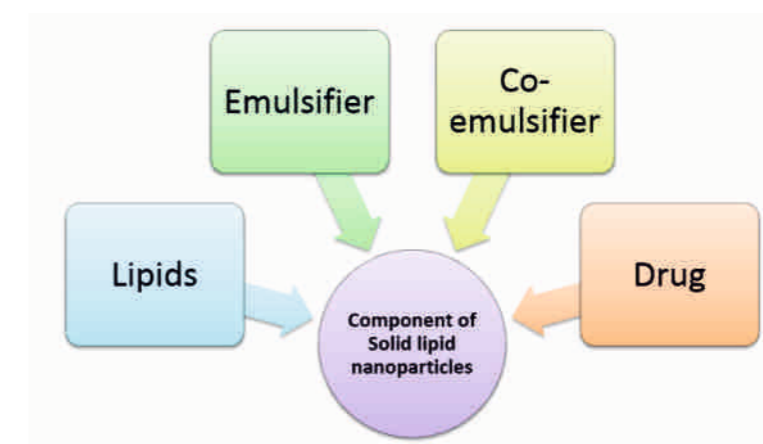 Emulsifier
Co-
emulsifier
Lipids
Drug
Component of
Solid lipid
nanoparticles